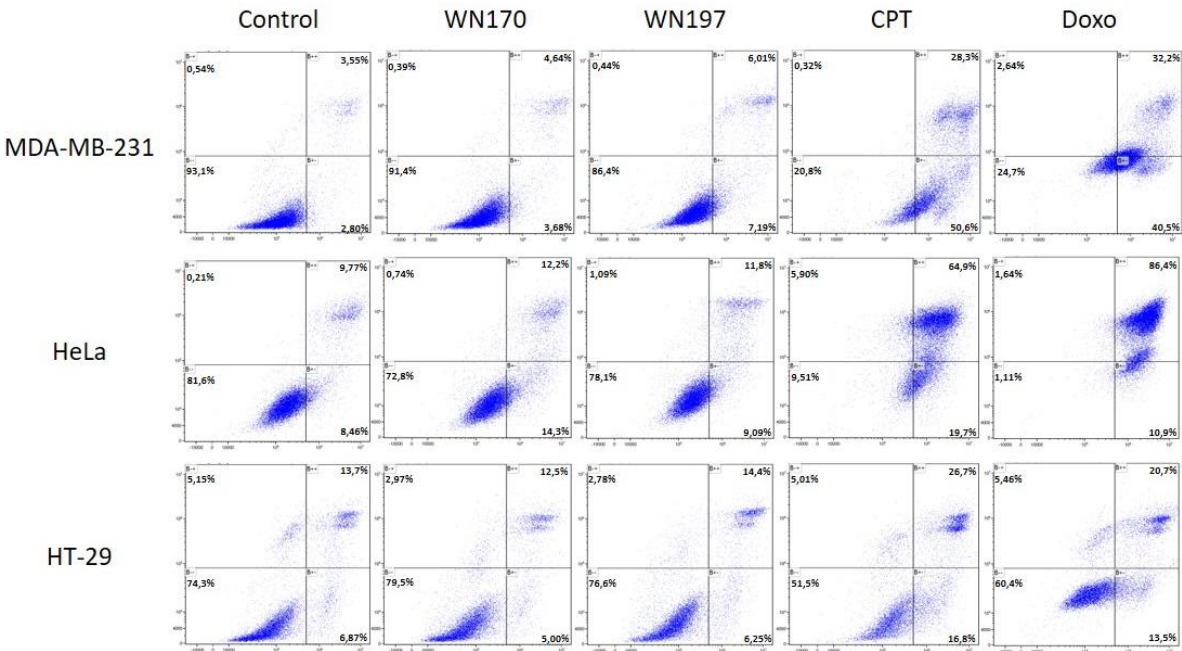 Control WN170 WN197 CPT Doxo
MDA-MB-231
B-+ B++ B-+ B++ B-+ B++ B-+ B++ B-+ B++
0,54% 3,55% 0,39% 4,64% 0,44% 6,01% 0,32% 28,3% 2,64% 32,2%
B-- B+- B-- B+- B-- B+- B-- B+- B-- B+-
93,1% 91,4% 86,4% 20,8% 24,7%
2,80% 3,68% 7,19% 50,6% 40,5%
HeLa
B-+ B++ B-+ B++ B-+ B++ B-+ B++ B-+ B++
0,21% 9,77% 0,74% 12,2% 1,09% 11,8% 5,90% 64,9% 1,64% 86,4%
B-- B+- B-- B+- B-- B+- B-- B+- B-- B+-
81,6% 72,8% 78,1% 9,51% 1,11%
8,46% 14,3% 9,09% 19,7% 10,9%
HT-29
B-+ B++ B-+ B++ B-+ B++ B-+ B++ B-+ B++
5,15% 13,7% 2,97% 12,5% 2,78% 14,4% 5,01% 26,7% 5,46% 20,7%
B-- B+- B-- B+- B-- B+- B-- B+- B-- B+-
74,3% 79,5% 76,6% 51,5% 60,4%
6,87% 5,00% 6,25% 16,8% 13,5%